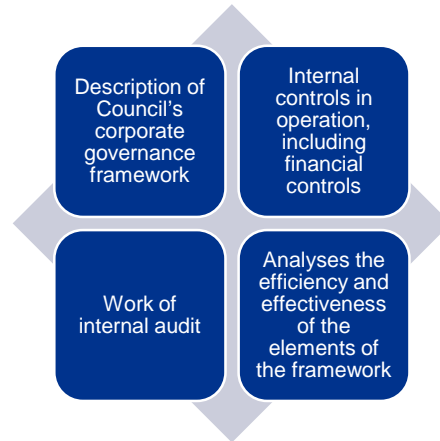 Description of
Council's
corporate
governance
framework
Internal
controls in
operation,
including
financial
controls
Work of
internal audit
Analyses the
efficiency and
effectiveness
of the
elements of
the framework